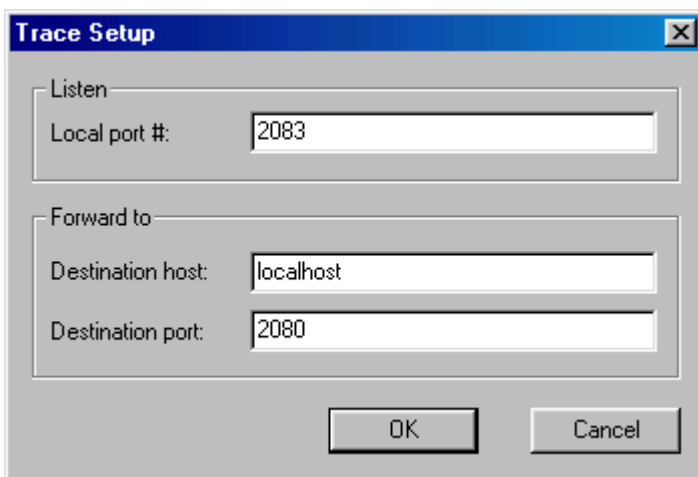 Trace Setup
Listen
Local port #: 2083
Forward to
Destination host: localhost
Destination port: 2080
OK Cancel